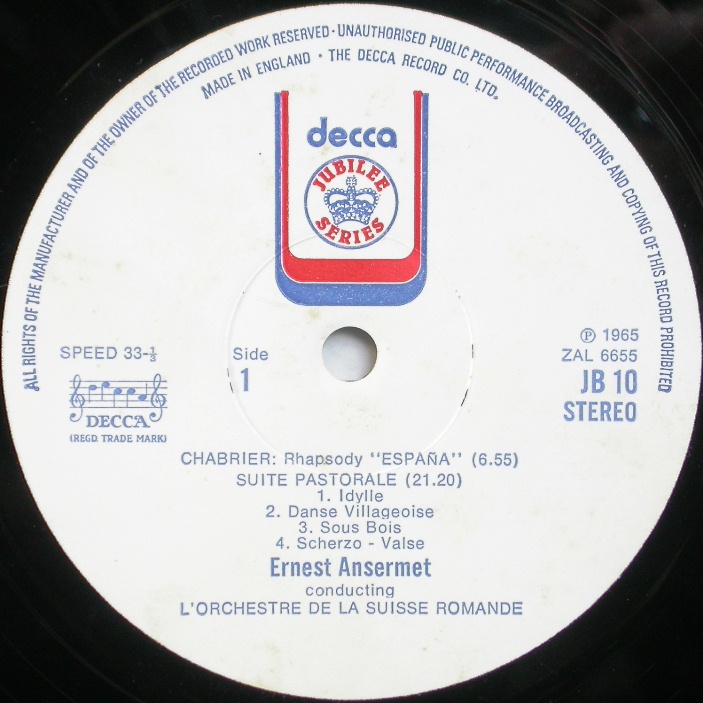 ALL RIGHTS OF THE MANUFACTURER AND OF THE OWNER OF THE RECORDED WORK RESERVED · UNAUTHORISED PUBLIC PERFORMANCE BROADCASTING AND COPYING OF THIS RECORD PROHIBITED
MADE IN ENGLAND · THE DECCA RECORD CO. LTD.
decca
JUBILEE
SERIES
SPEED 33-⅓
DECCA
(REGD. TRADE MARK)
Side
1
℗ 1965
ZAL 6655
JB 10
STEREO
CHABRIER: Rhapsody "ESPAÑA" (6.55)
SUITE PASTORALE (21.20)
1. Idylle
2. Danse Villageoise
3. Sous Bois
4. Scherzo - Valse
Ernest Ansermet
conducting
L'ORCHESTRE DE LA SUISSE ROMANDE